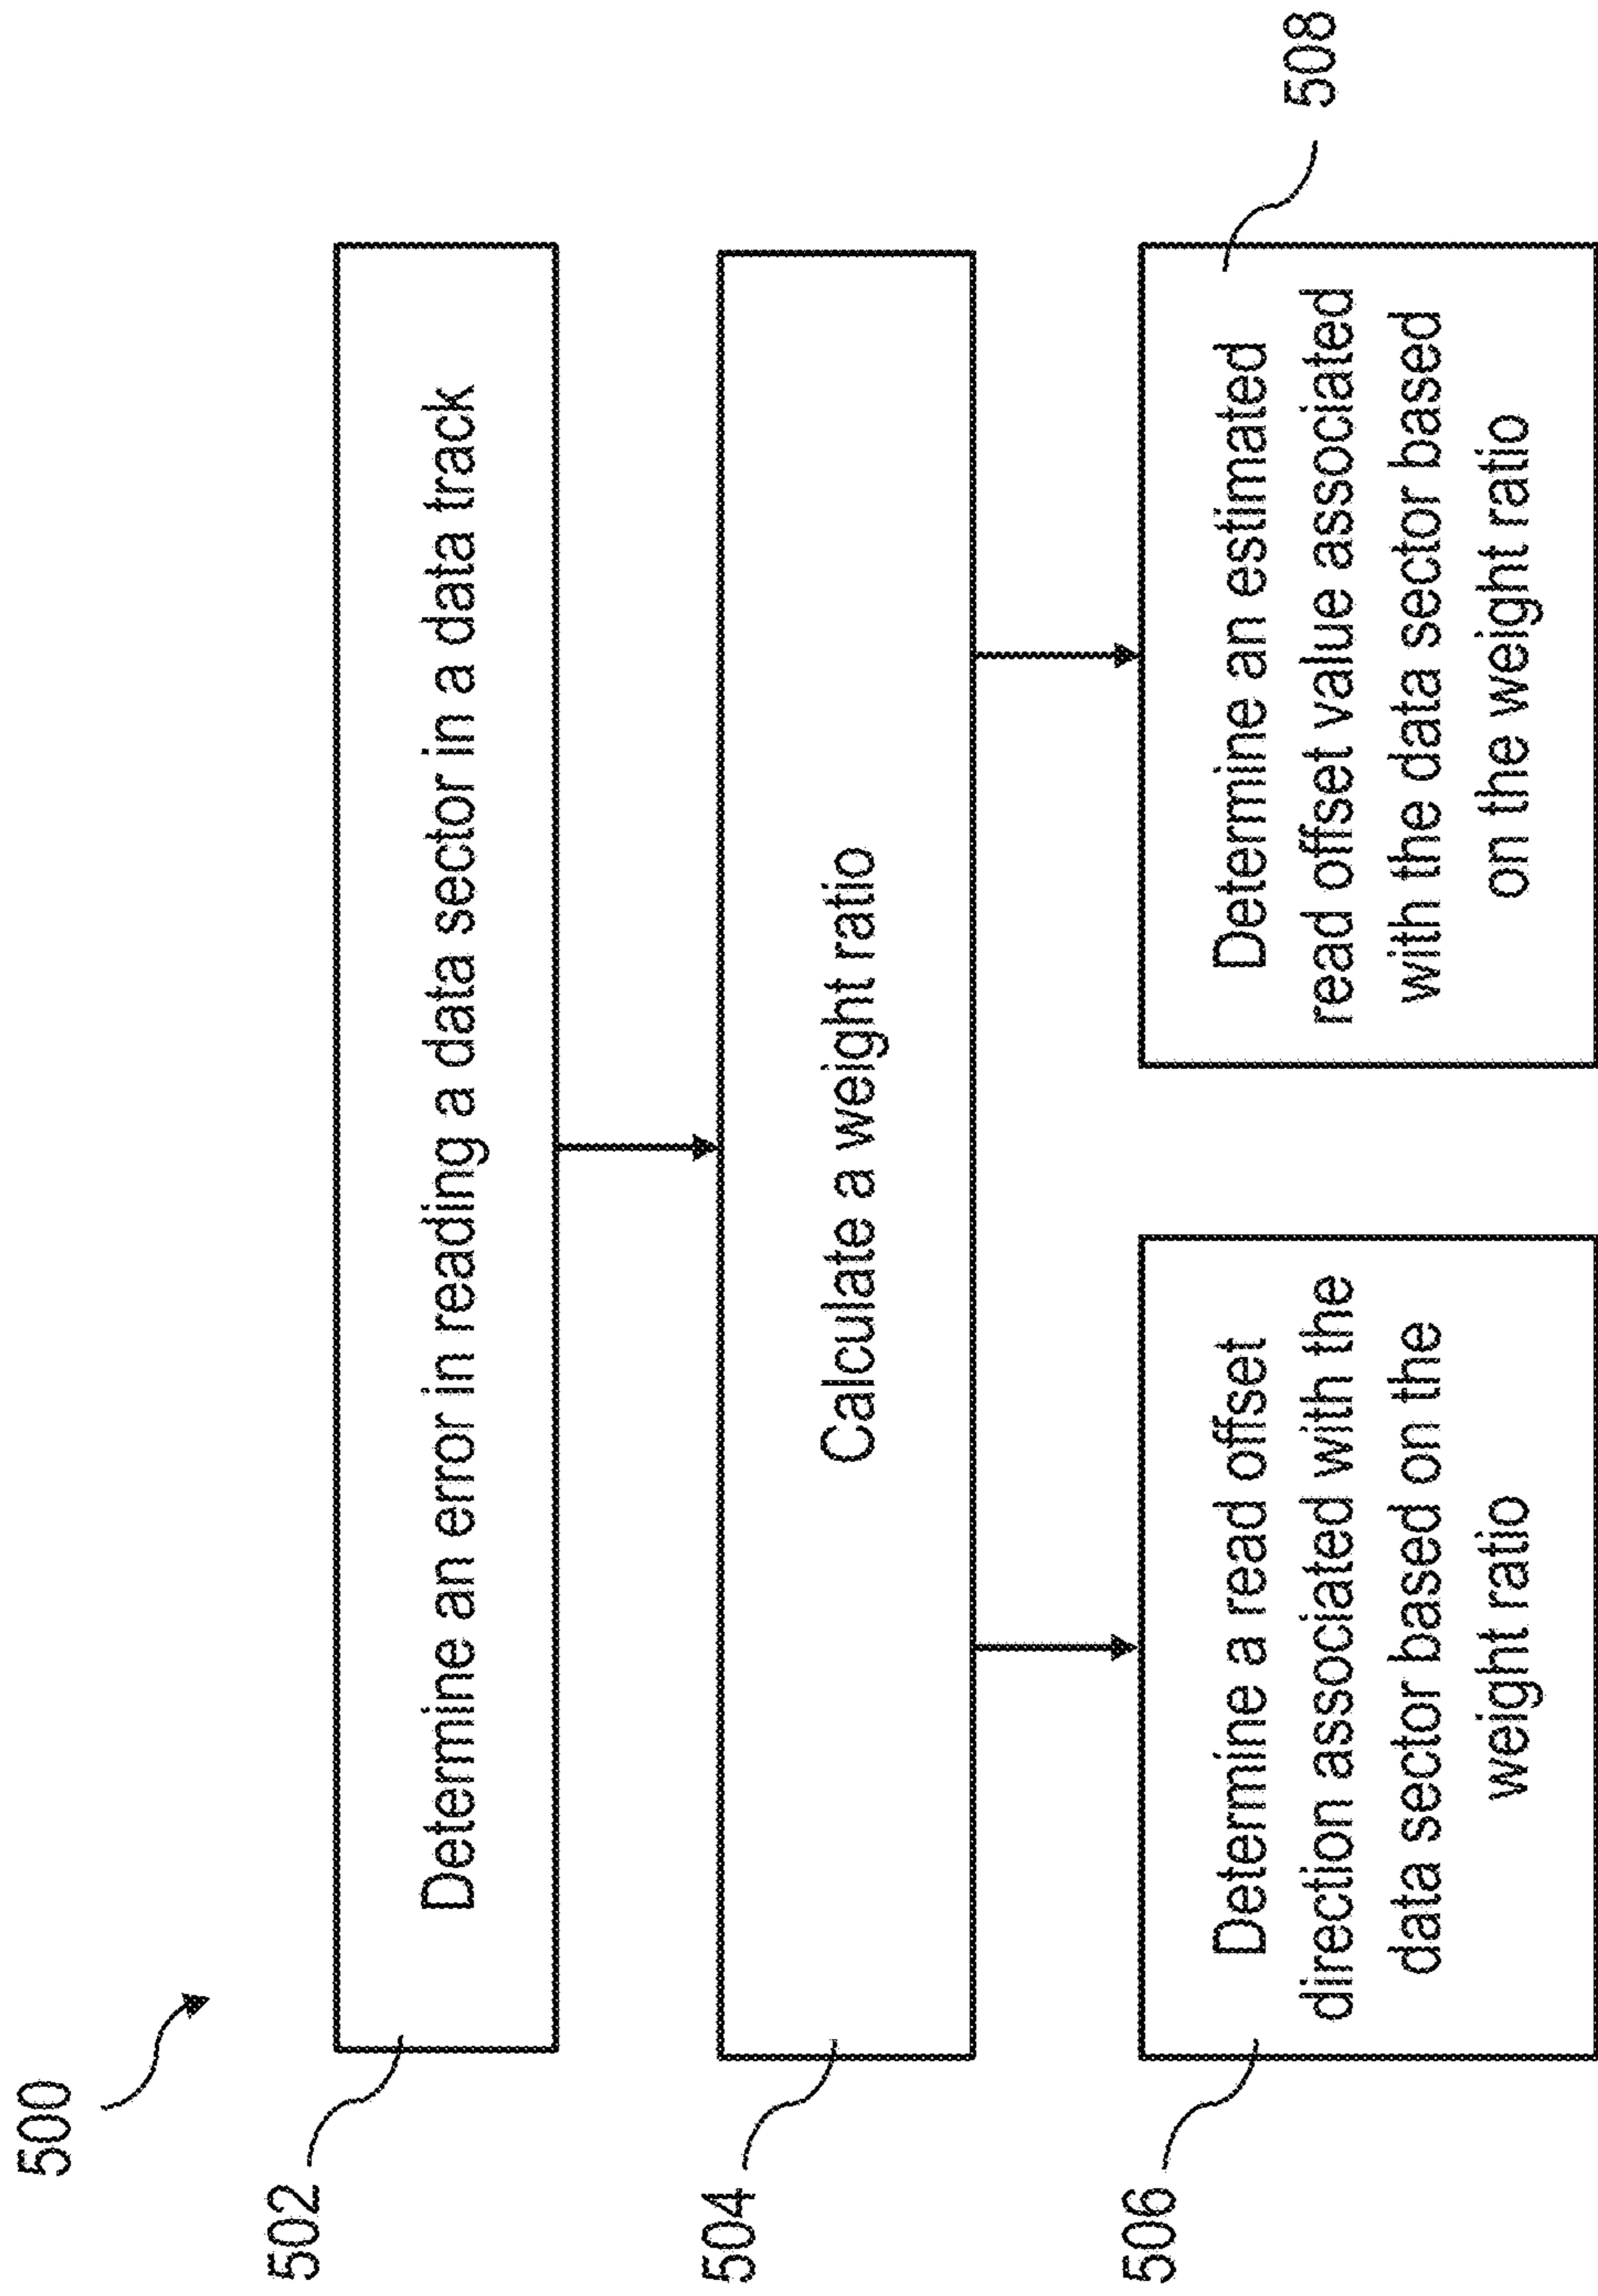 500
502
Determine an error in reading a data sector in a data track
504
Calculate a weight ratio
506
Determine a read offset
direction associated with the
data sector based on the
weight ratio
508
Determine an estimated
read offset value associated
with the data sector based
on the weight ratio